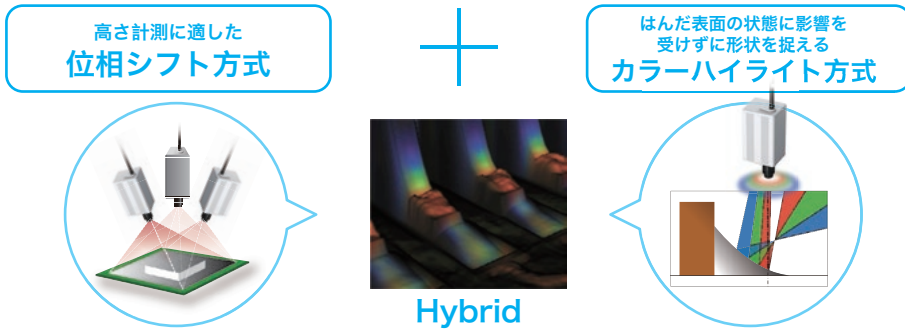 高さ計測に適した
位相シフト方式
はんだ表面の状態に影響を
受けずに形状を捉える
カラーハイライト方式
Hybrid